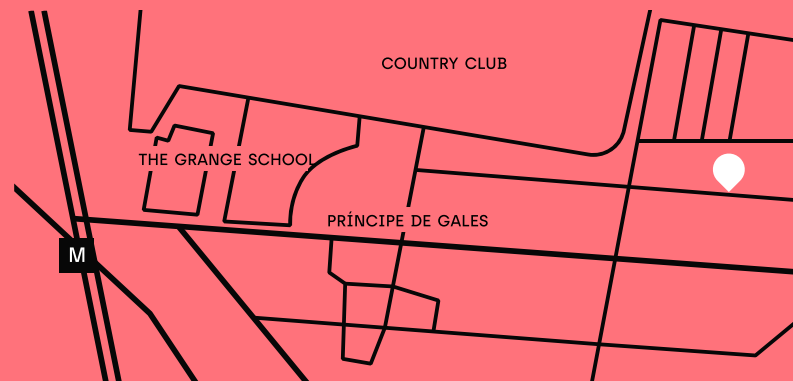 COUNTRY CLUB
THE GRANGE SCHOOL
PRÍNCIPE DE GALES
M